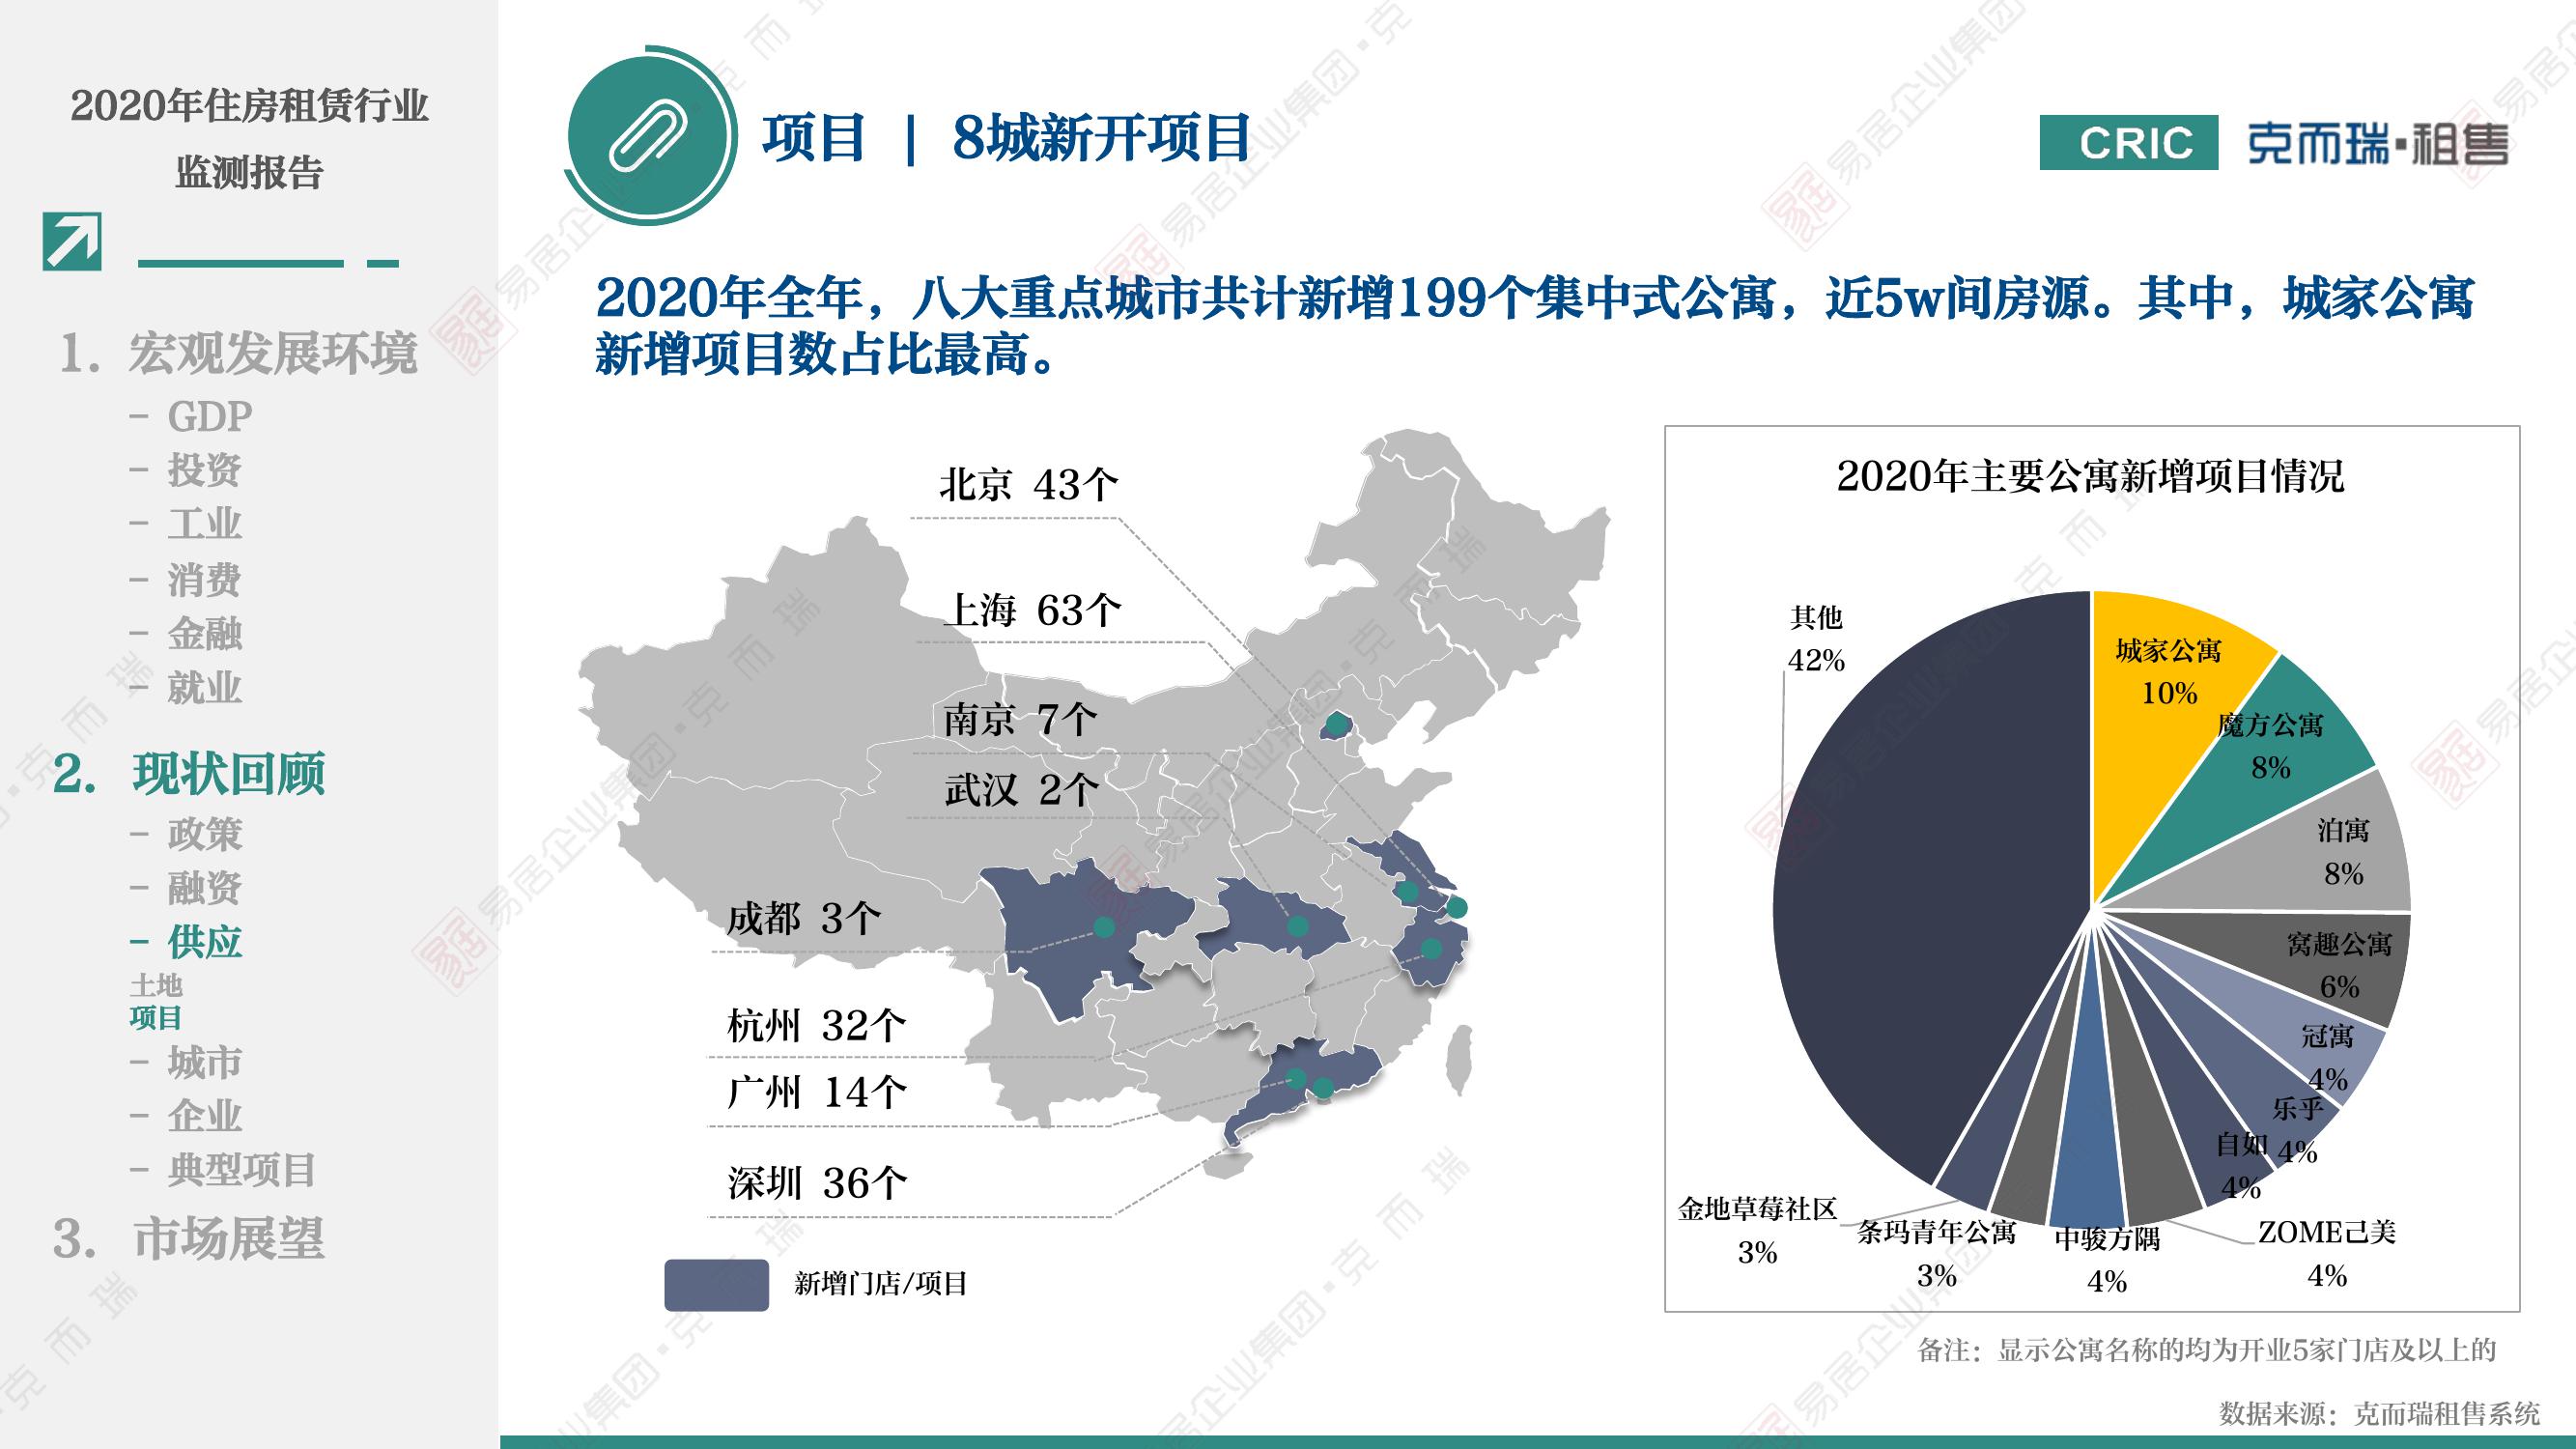 2020年住房租赁行业
监测报告
1. 宏观发展环境
– GDP
– 投资
– 工业
– 消费
– 金融
– 就业
2. 现状回顾
– 政策
– 融资
– 供应
土地
项目
– 城市
– 企业
– 典型项目
3. 市场展望
项目 | 8城新开项目
CRIC 克而瑞·租售
2020年全年，八大重点城市共计新增199个集中式公寓，近5w间房源。其中，城家公寓
新增项目数占比最高。
北京 43个
上海 63个
南京 7个
武汉 2个
成都 3个
杭州 32个
广州 14个
深圳 36个
新增门店/项目
2020年主要公寓新增项目情况
其他
42%
城家公寓
10%
魔方公寓
8%
泊寓
8%
窝趣公寓
6%
冠寓
4%
乐乎
4%
自如
4%
ZOME己美
4%
中骏方隅
4%
条玛青年公寓
3%
金地草莓社区
3%
备注：显示公寓名称的均为开业5家门店及以上的
数据来源：克而瑞租售系统
易居企业集团·克而瑞